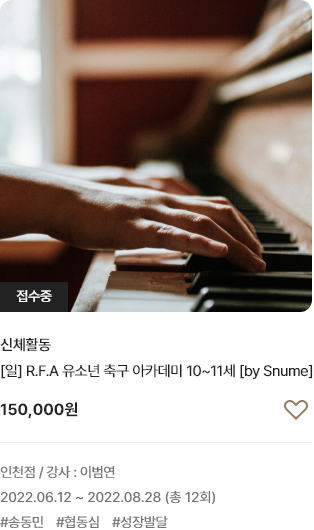 접수중
신체활동
[일] R.F.A 유소년 축구 아카데미 10~11세 [by Snume]
150,000원
인천점 / 강사 : 이범연
2022.06.12 ~ 2022.08.28 (총 12회)
#송동민 #협동심 #성장발달